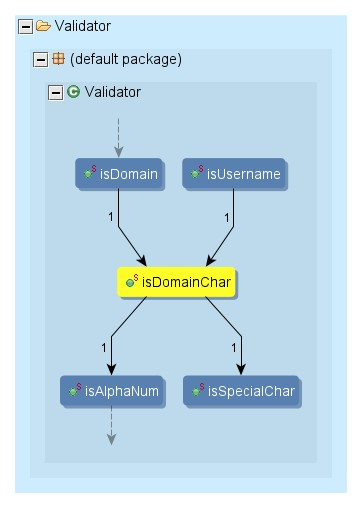 Validator
(default package)
C Validator
S isDomain
S isUsername
1
1
S isDomainChar
1
1
S isAlphaNum
S isSpecialChar